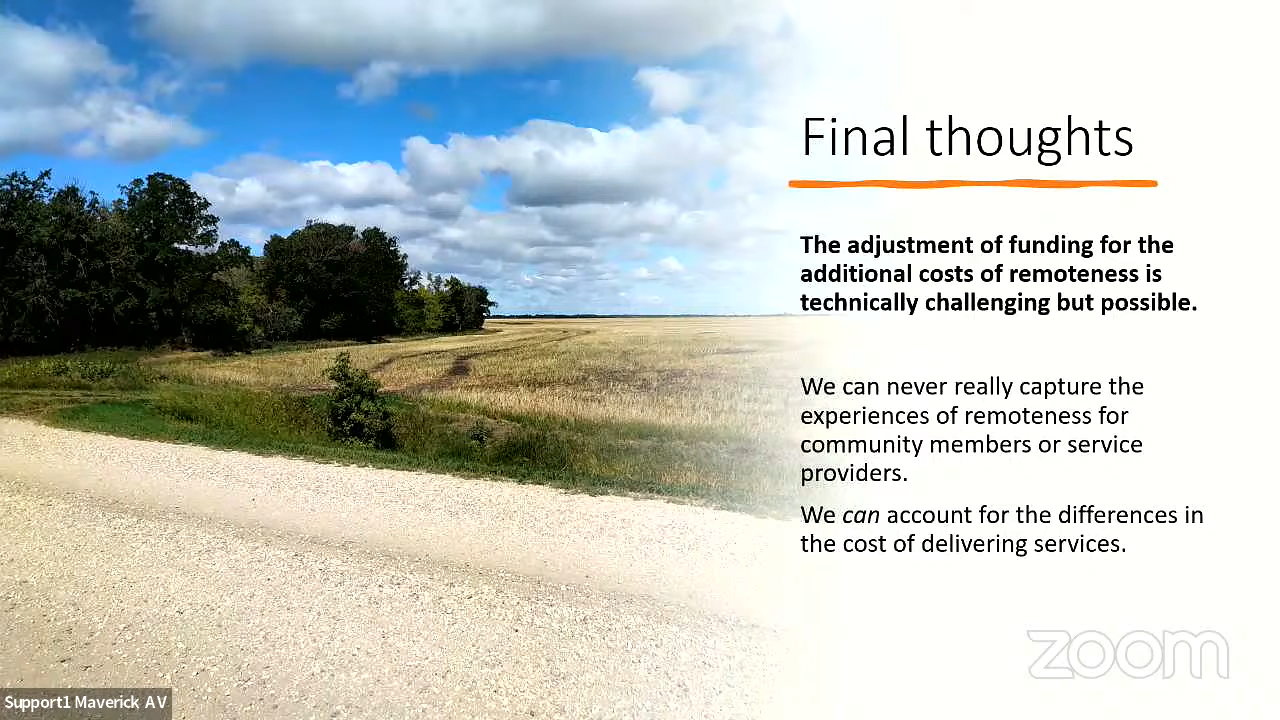 Final thoughts
The adjustment of funding for the
additional costs of remoteness is
technically challenging but possible.
We can never really capture the
experiences of remoteness for
community members or service
providers.
We can account for the differences in
the cost of delivering services.
zoom
Support1 Maverick AV